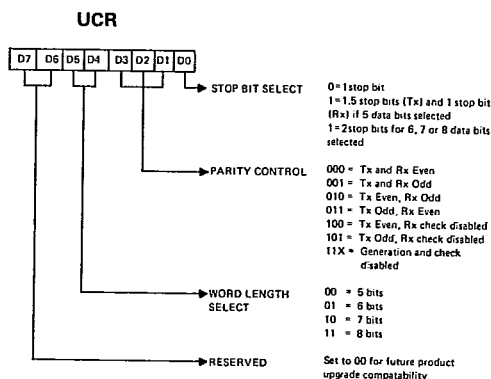 UCR
D7 D6 D5 D4 D3 D2 D1 D0
STOP BIT SELECT
0 = 1 stop bit
1 = 1.5 stop bits (Tx) and 1 stop bit
(Rx) if 5 data bits selected
1 = 2 stop bits for 6, 7 or 8 data bits
selected
PARITY CONTROL
000 = Tx and Rx Even
001 = Tx and Rx Odd
010 = Tx Even, Rx Odd
011 = Tx Odd, Rx Even
100 = Tx Even, Rx check disabled
101 = Tx Odd, Rx check disabled
11X = Generation and check
disabled
WORD LENGTH
SELECT
00 = 5 bits
01 = 6 bits
10 = 7 bits
11 = 8 bits
RESERVED
Set to 00 for future product
upgrade compatability